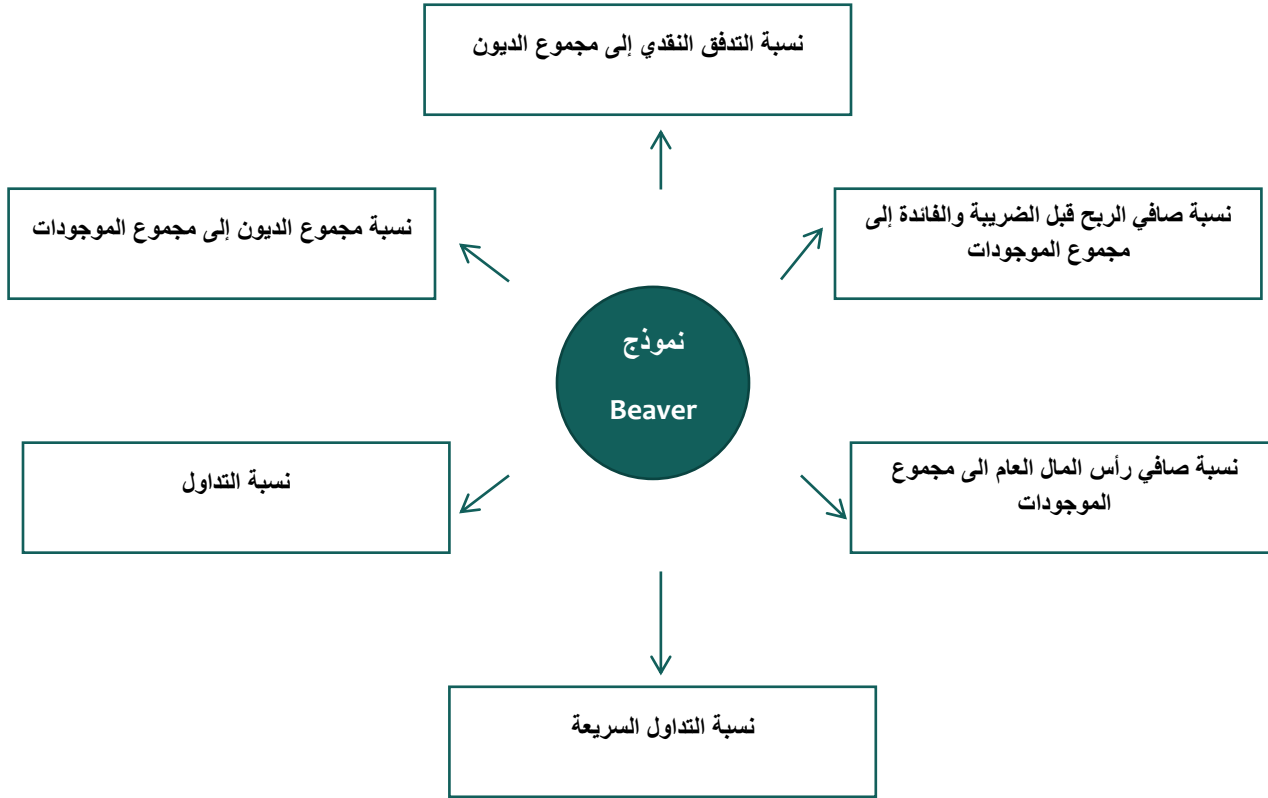 نسبة التدفق النقدي إلى مجموع الديون
نسبة صافي الربح قبل الضريبة والفائدة إلى
مجموع الموجودات
نسبة مجموع الديون إلى مجموع الموجودات
نموذج
Beaver
نسبة صافي رأس المال العام الى مجموع
الموجودات
نسبة التداول
نسبة التداول السريعة